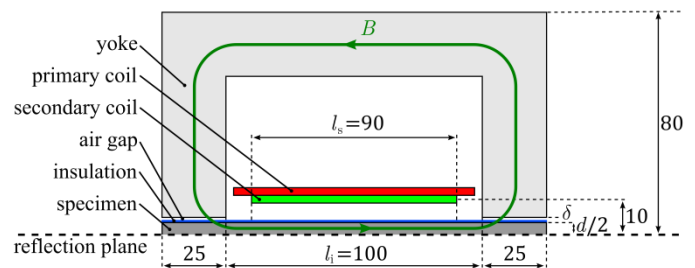 yoke
primary coil
secondary coil
air gap
insulation
specimen
reflection plane
B
lₛ=90
80
δ
d/2
10
25
lᵢ=100
25